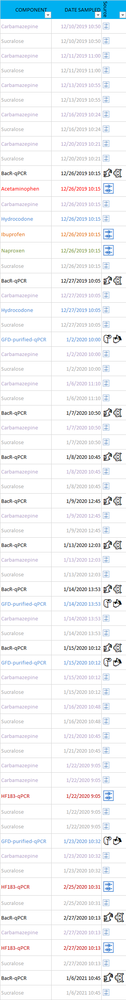 COMPONENT DATE SAMPLED Source
Carbamazepine 12/10/2019 10:50
Sucralose 12/10/2019 10:50
Carbamazepine 12/11/2019 11:00
Sucralose 12/11/2019 11:00
Carbamazepine 12/13/2019 10:55
Sucralose 12/13/2019 10:55
Carbamazepine 12/16/2019 10:24
Sucralose 12/16/2019 10:24
Carbamazepine 12/20/2019 10:21
Sucralose 12/20/2019 10:21
BacR-qPCR 12/26/2019 10:15
Acetaminophen 12/26/2019 10:15
Carbamazepine 12/26/2019 10:15
Hydrocodone 12/26/2019 10:15
Ibuprofen 12/26/2019 10:15
Naproxen 12/26/2019 10:15
Sucralose 12/26/2019 10:15
BacR-qPCR 12/27/2019 10:05
Carbamazepine 12/27/2019 10:05
Hydrocodone 12/27/2019 10:05
Sucralose 12/27/2019 10:05
GFD-purified-qPCR 1/2/2020 10:00
Carbamazepine 1/2/2020 10:00
Sucralose 1/2/2020 10:00
Carbamazepine 1/6/2020 11:10
Sucralose 1/6/2020 11:10
BacR-qPCR 1/7/2020 10:50
Carbamazepine 1/7/2020 10:50
Sucralose 1/7/2020 10:50
BacR-qPCR 1/8/2020 10:45
Carbamazepine 1/8/2020 10:45
Sucralose 1/8/2020 10:45
BacR-qPCR 1/9/2020 12:45
Carbamazepine 1/9/2020 12:45
Sucralose 1/9/2020 12:45
BacR-qPCR 1/13/2020 12:03
Carbamazepine 1/13/2020 12:03
Sucralose 1/13/2020 12:03
BacR-qPCR 1/14/2020 13:53
GFD-purified-qPCR 1/14/2020 13:53
Carbamazepine 1/14/2020 13:53
Sucralose 1/14/2020 13:53
BacR-qPCR 1/15/2020 10:12
GFD-purified-qPCR 1/15/2020 10:12
Carbamazepine 1/15/2020 10:12
Sucralose 1/15/2020 10:12
Carbamazepine 1/16/2020 10:48
Sucralose 1/16/2020 10:48
Carbamazepine 1/21/2020 10:45
Sucralose 1/21/2020 10:45
Carbamazepine 1/22/2020 9:05
Carbamazepine 1/22/2020 9:05
HF183-qPCR 1/22/2020 9:05
Sucralose 1/22/2020 9:05
Sucralose 1/22/2020 9:05
GFD-purified-qPCR 1/23/2020 10:32
Carbamazepine 1/23/2020 10:32
Sucralose 1/23/2020 10:32
HF183-qPCR 2/25/2020 10:31
Sucralose 2/25/2020 10:31
BacR-qPCR 2/27/2020 10:13
Carbamazepine 2/27/2020 10:13
HF183-qPCR 2/27/2020 10:13
Sucralose 2/27/2020 10:13
BacR-qPCR 1/6/2021 10:45
Sucralose 1/6/2021 10:45